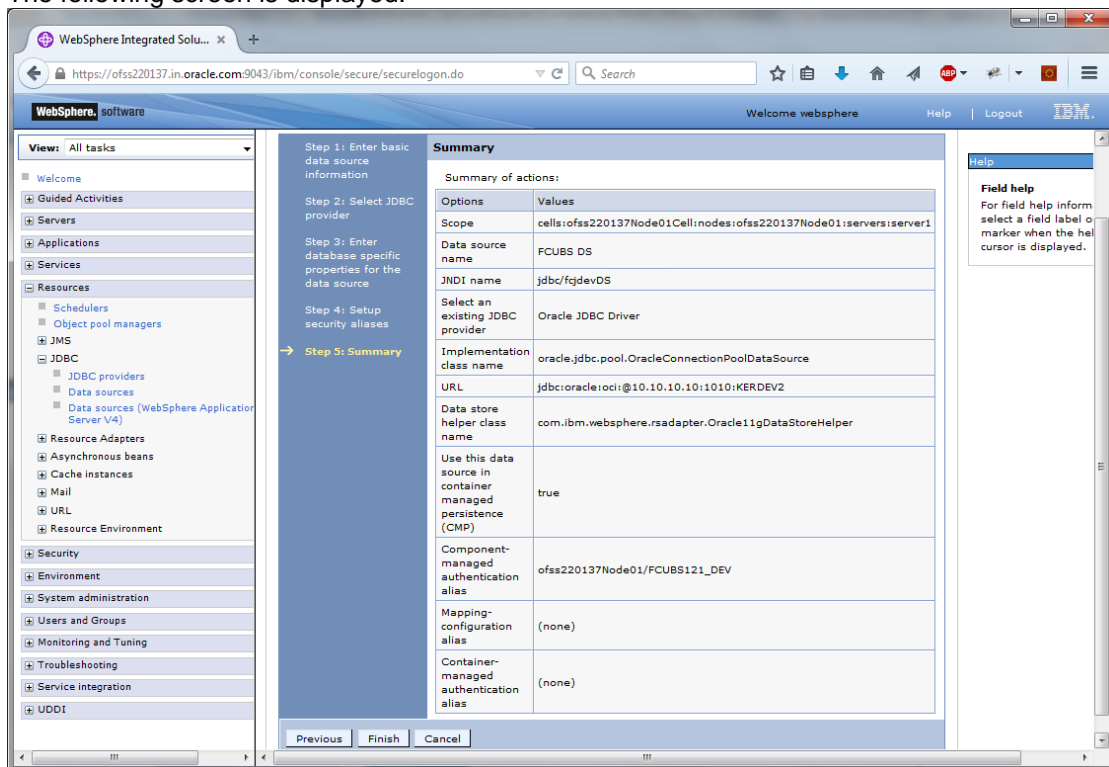 The following screen is displayed:
WebSphere Integrated Solu...
https://ofss220137.in.oracle.com:9043/ibm/console/secure/securelogon.do
Search
ABP
WebSphere. software
Welcome websphere
Help | Logout
IBM.
View: All tasks
Welcome
Guided Activities
Servers
Applications
Services
Resources
Schedulers
Object pool managers
JMS
JDBC
JDBC providers
Data sources
Data sources (WebSphere Application
Server V4)
Resource Adapters
Asynchronous beans
Cache instances
Mail
URL
Resource Environment
Security
Environment
System administration
Users and Groups
Monitoring and Tuning
Troubleshooting
Service integration
UDDI
Step 1: Enter basic
data source
information
Step 2: Select JDBC
provider
Step 3: Enter
database specific
properties for the
data source
Step 4: Setup
security aliases
Step 5: Summary
Summary
Summary of actions:
Options Values
Scope cells:ofss220137Node01Cell:nodes:ofss220137Node01:servers:server1
Data source
name
FCUBS DS
JNDI name jdbc/fcjdevDS
Select an
existing JDBC
provider
Oracle JDBC Driver
Implementation
class name
oracle.jdbc.pool.OracleConnectionPoolDataSource
URL jdbc:oracle:oci:@10.10.10.10:1010:KERDEV2
Data store
helper class
name
com.ibm.websphere.rsadapter.Oracle11gDataStoreHelper
Use this data
source in
container
managed
persistence
(CMP)
true
Component-
managed
authentication
alias
ofss220137Node01/FCUBS121_DEV
Mapping-
configuration
alias
(none)
Container-
managed
authentication
alias
(none)
Previous Finish Cancel
Help
Field help
For field help inform
select a field label o
marker when the hel
cursor is displayed.